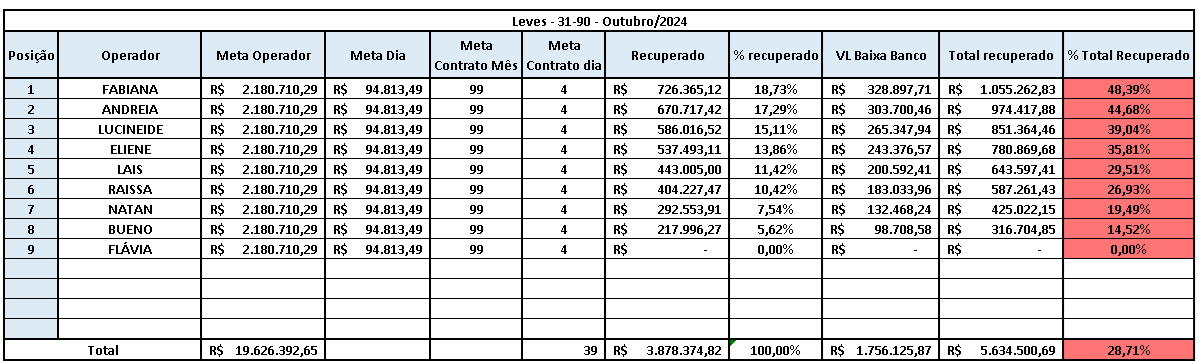 Leves - 31-90 - Outubro/2024
Posição Operador Meta Operador Meta Dia Meta Contrato Mês Meta Contrato dia Recuperado % recuperado VL Baixa Banco Total recuperado % Total Recuperado
1 FABIANA R$ 2.180.710,29 R$ 94.813,49 99 4 R$ 726.365,12 18,73% R$ 328.897,71 R$ 1.055.262,83 48,39%
2 ANDREIA R$ 2.180.710,29 R$ 94.813,49 99 4 R$ 670.717,42 17,29% R$ 303.700,46 R$ 974.417,88 44,68%
3 LUCINEIDE R$ 2.180.710,29 R$ 94.813,49 99 4 R$ 586.016,52 15,11% R$ 265.347,94 R$ 851.364,46 39,04%
4 ELIENE R$ 2.180.710,29 R$ 94.813,49 99 4 R$ 537.493,11 13,86% R$ 243.376,57 R$ 780.869,68 35,81%
5 LAIS R$ 2.180.710,29 R$ 94.813,49 99 4 R$ 443.005,00 11,42% R$ 200.592,41 R$ 643.597,41 29,51%
6 RAISSA R$ 2.180.710,29 R$ 94.813,49 99 4 R$ 404.227,47 10,42% R$ 183.033,96 R$ 587.261,43 26,93%
7 NATAN R$ 2.180.710,29 R$ 94.813,49 99 4 R$ 292.553,91 7,54% R$ 132.468,24 R$ 425.022,15 19,49%
8 BUENO R$ 2.180.710,29 R$ 94.813,49 99 4 R$ 217.996,27 5,62% R$ 98.708,58 R$ 316.704,85 14,52%
9 FLÁVIA R$ 2.180.710,29 R$ 94.813,49 99 4 R$ - 0,00% R$ - R$ - 0,00%
Total R$ 19.626.392,65 39 R$ 3.878.374,82 100,00% R$ 1.756.125,87 R$ 5.634.500,69 28,71%